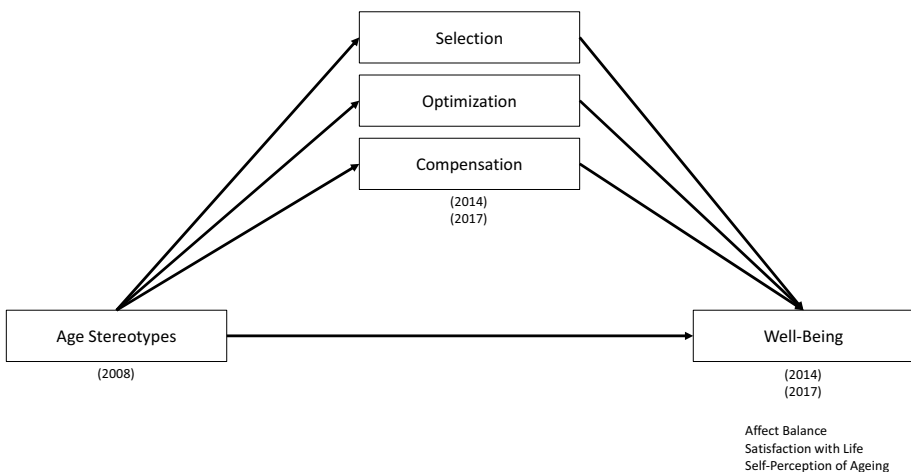 Selection
Optimization
Compensation
(2014)
(2017)
Age Stereotypes
(2008)
Well-Being
(2014)
(2017)
Affect Balance
Satisfaction with Life
Self-Perception of Ageing